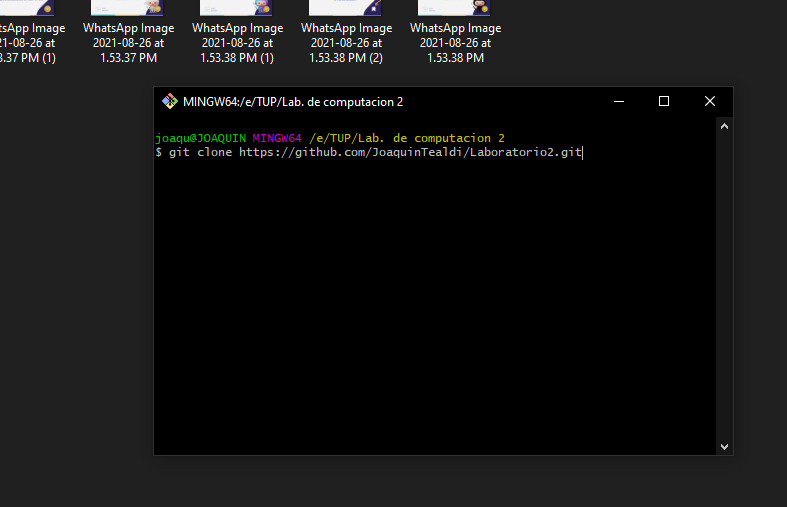 tsApp Image
21-08-26 at
3.37 PM (1)
WhatsApp Image
2021-08-26 at
1.53.37 PM
WhatsApp Image
2021-08-26 at
1.53.38 PM (1)
WhatsApp Image
2021-08-26 at
1.53.38 PM (2)
WhatsApp Image
2021-08-26 at
1.53.38 PM
MINGW64:/e/TUP/Lab. de computacion 2
joaqu@JOAQUIN MINGW64 /e/TUP/Lab. de computacion 2
$ git clone https://github.com/JoaquinTealdi/Laboratorio2.git